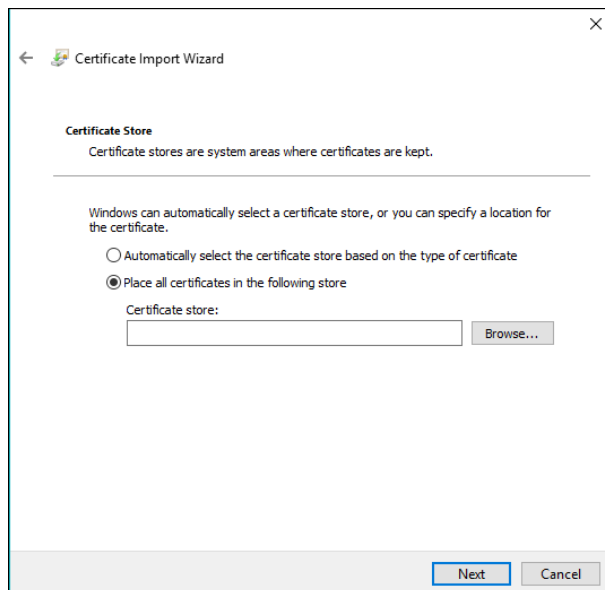 Certificate Import Wizard
Certificate Store
Certificate stores are system areas where certificates are kept.
Windows can automatically select a certificate store, or you can specify a location for
the certificate.
Automatically select the certificate store based on the type of certificate
Place all certificates in the following store
Certificate store:
Browse...
Next
Cancel